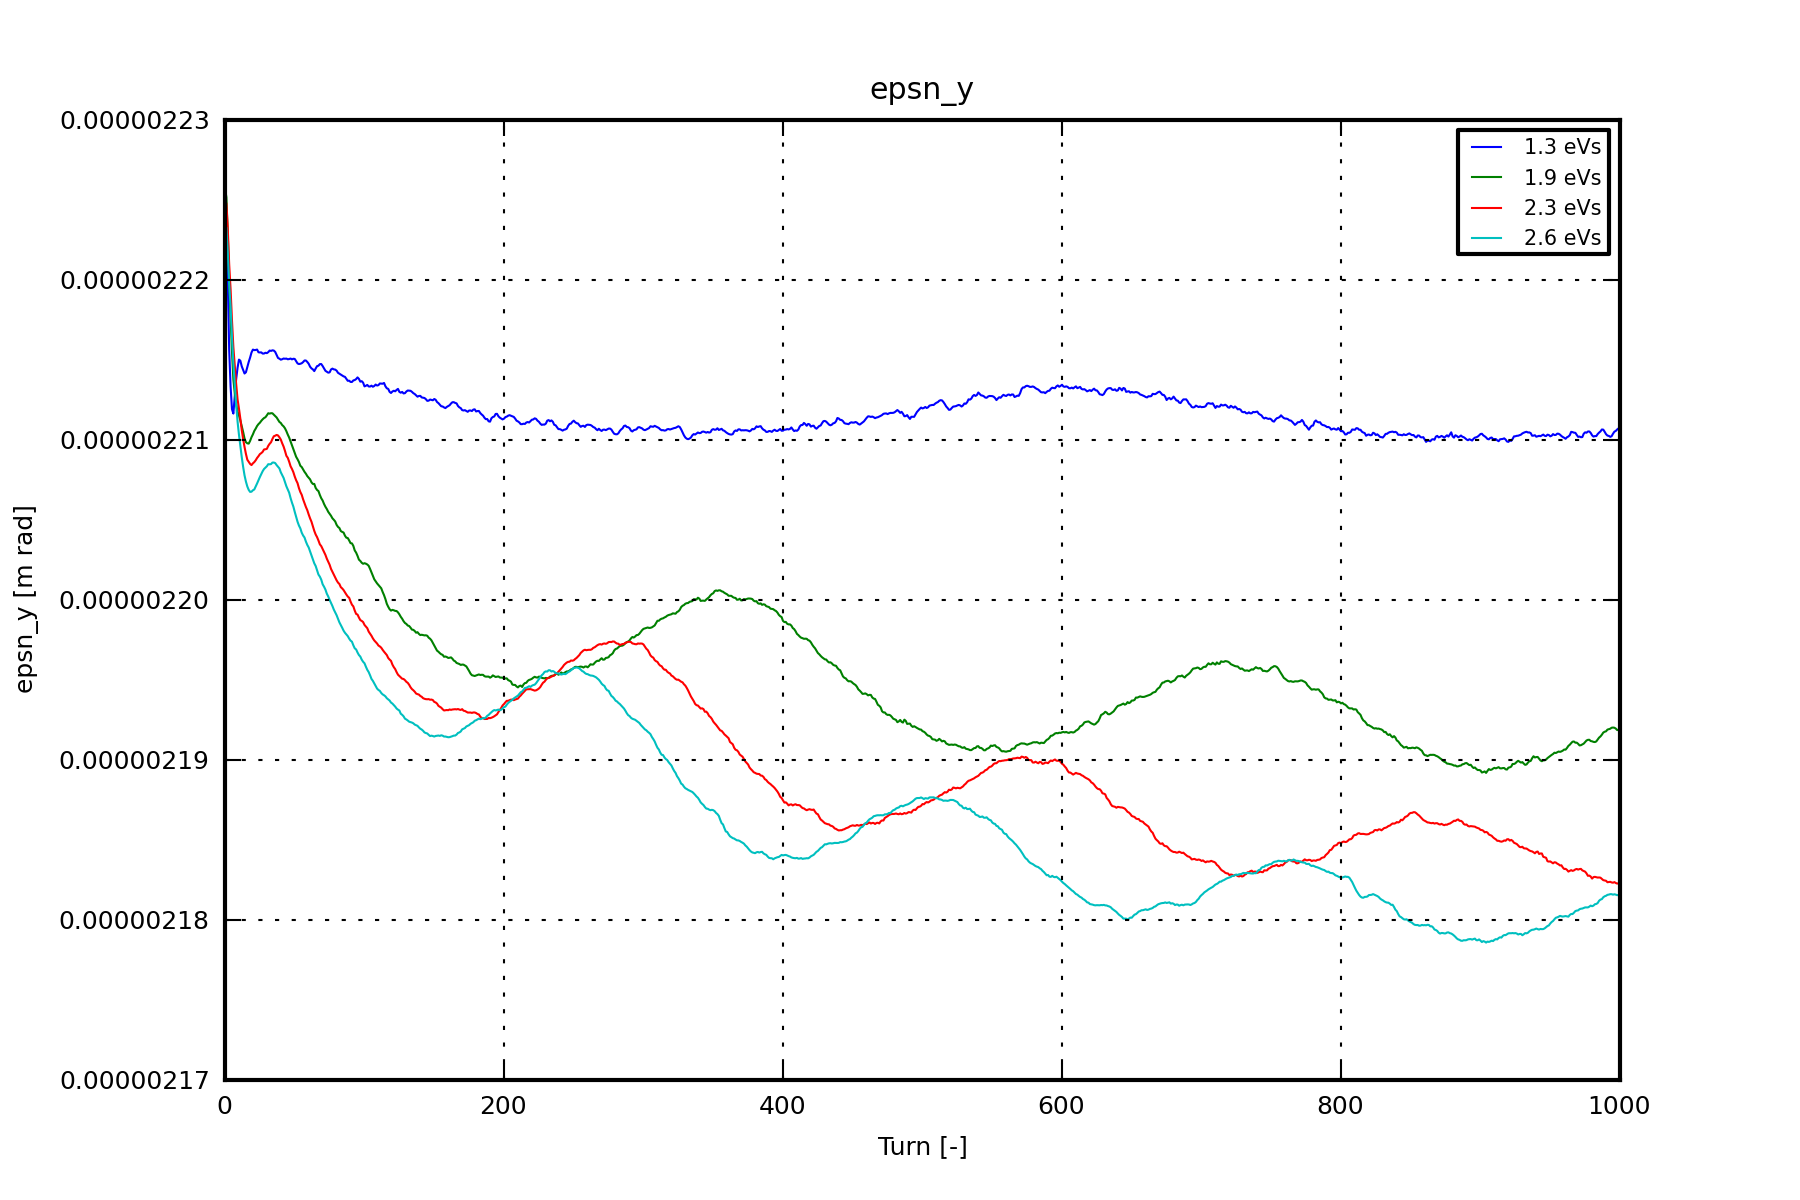 epsn_y
0.00000223
0.00000222
0.00000221
0.00000220
0.00000219
0.00000218
0.00000217
epsn_y [m rad]
1.3 eVs
1.9 eVs
2.3 eVs
2.6 eVs
0 200 400 600 800 1000
Turn [-]